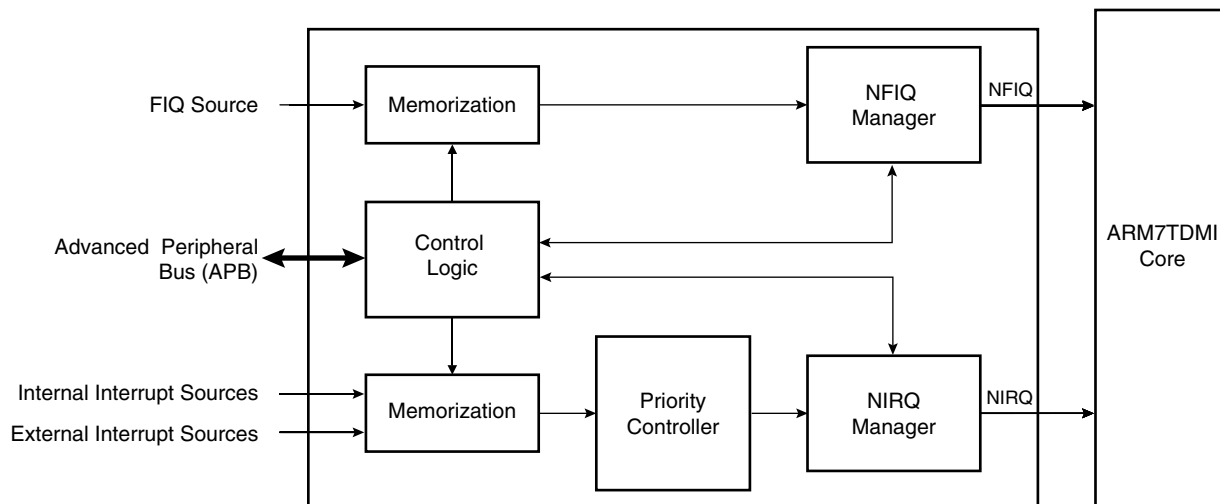 FIQ Source
Memorization
NFIQ
Manager
NFIQ
Advanced Peripheral
Bus (APB)
Control
Logic
ARM7TDMI
Core
Internal Interrupt Sources
External Interrupt Sources
Memorization
Priority
Controller
NIRQ
Manager
NIRQ